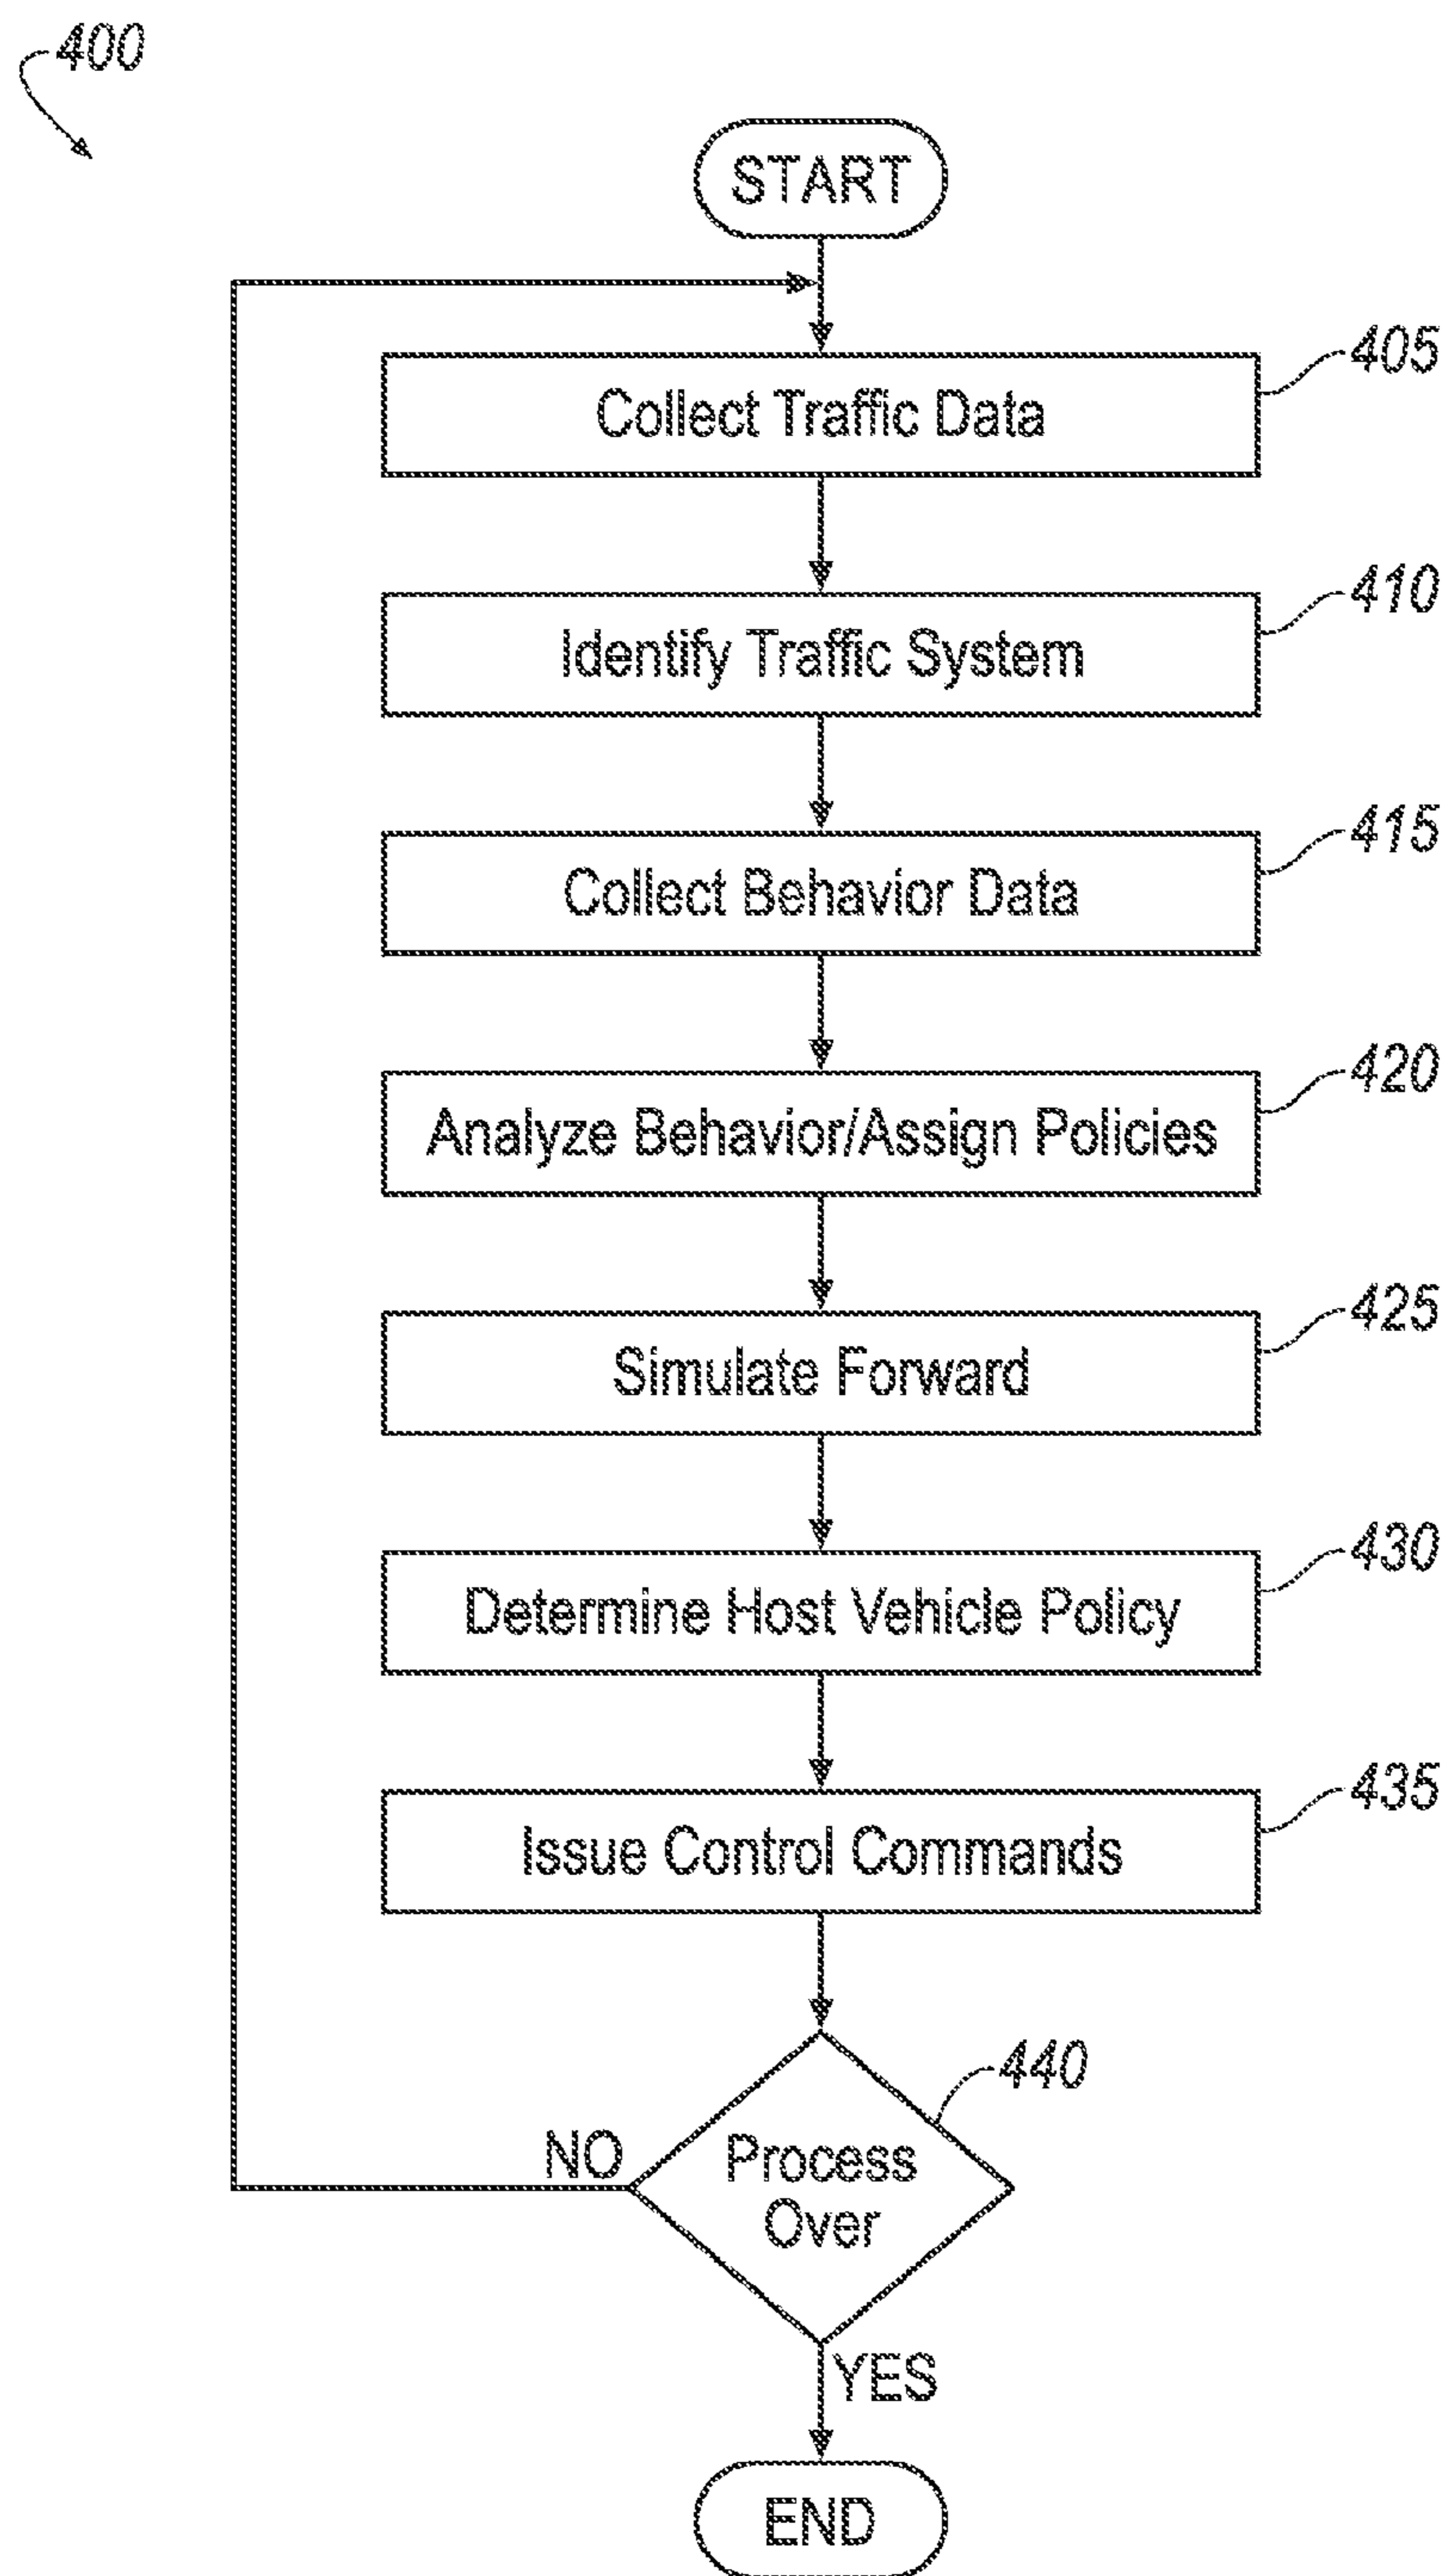 400
START
Collect Traffic Data
405
Identify Traffic System
410
Collect Behavior Data
415
Analyze Behavior/Assign Policies
420
Simulate Forward
425
Determine Host Vehicle Policy
430
Issue Control Commands
435
440
NO
Process
Over
YES
END